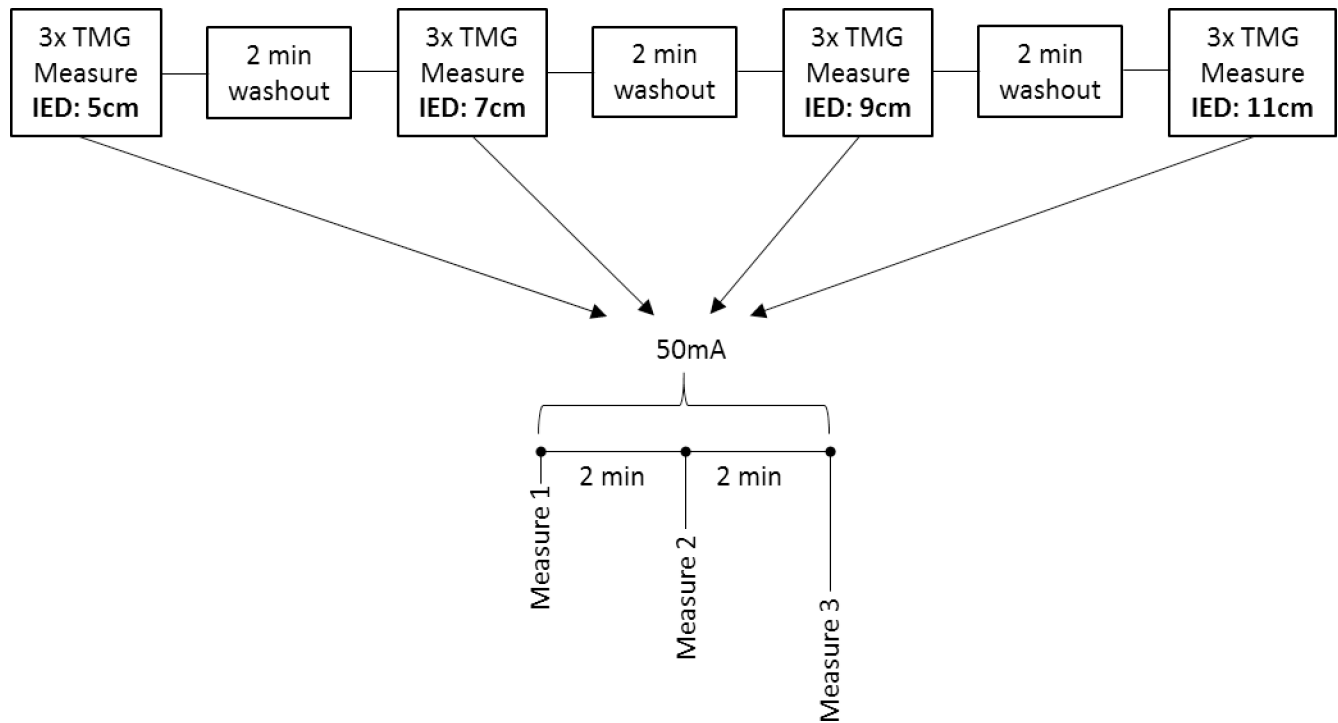 3x TMG
Measure
IED: 5cm
2 min
washout
3x TMG
Measure
IED: 7cm
2 min
washout
3x TMG
Measure
IED: 9cm
2 min
washout
3x TMG
Measure
IED: 11cm
50mA
2 min
2 min
Measure 1
Measure 2
Measure 3